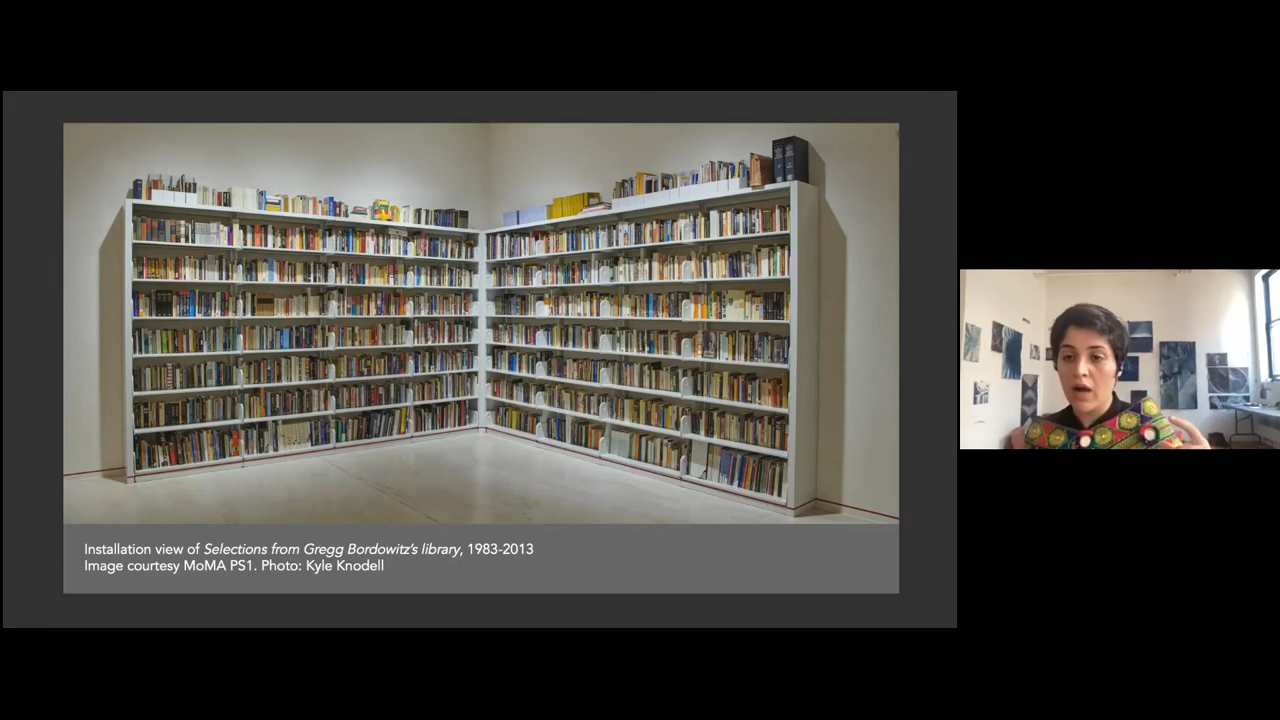 Installation view of Selections from Gregg Bordowitz's library, 1983-2013
Image courtesy MoMA PS1. Photo: Kyle Knodell